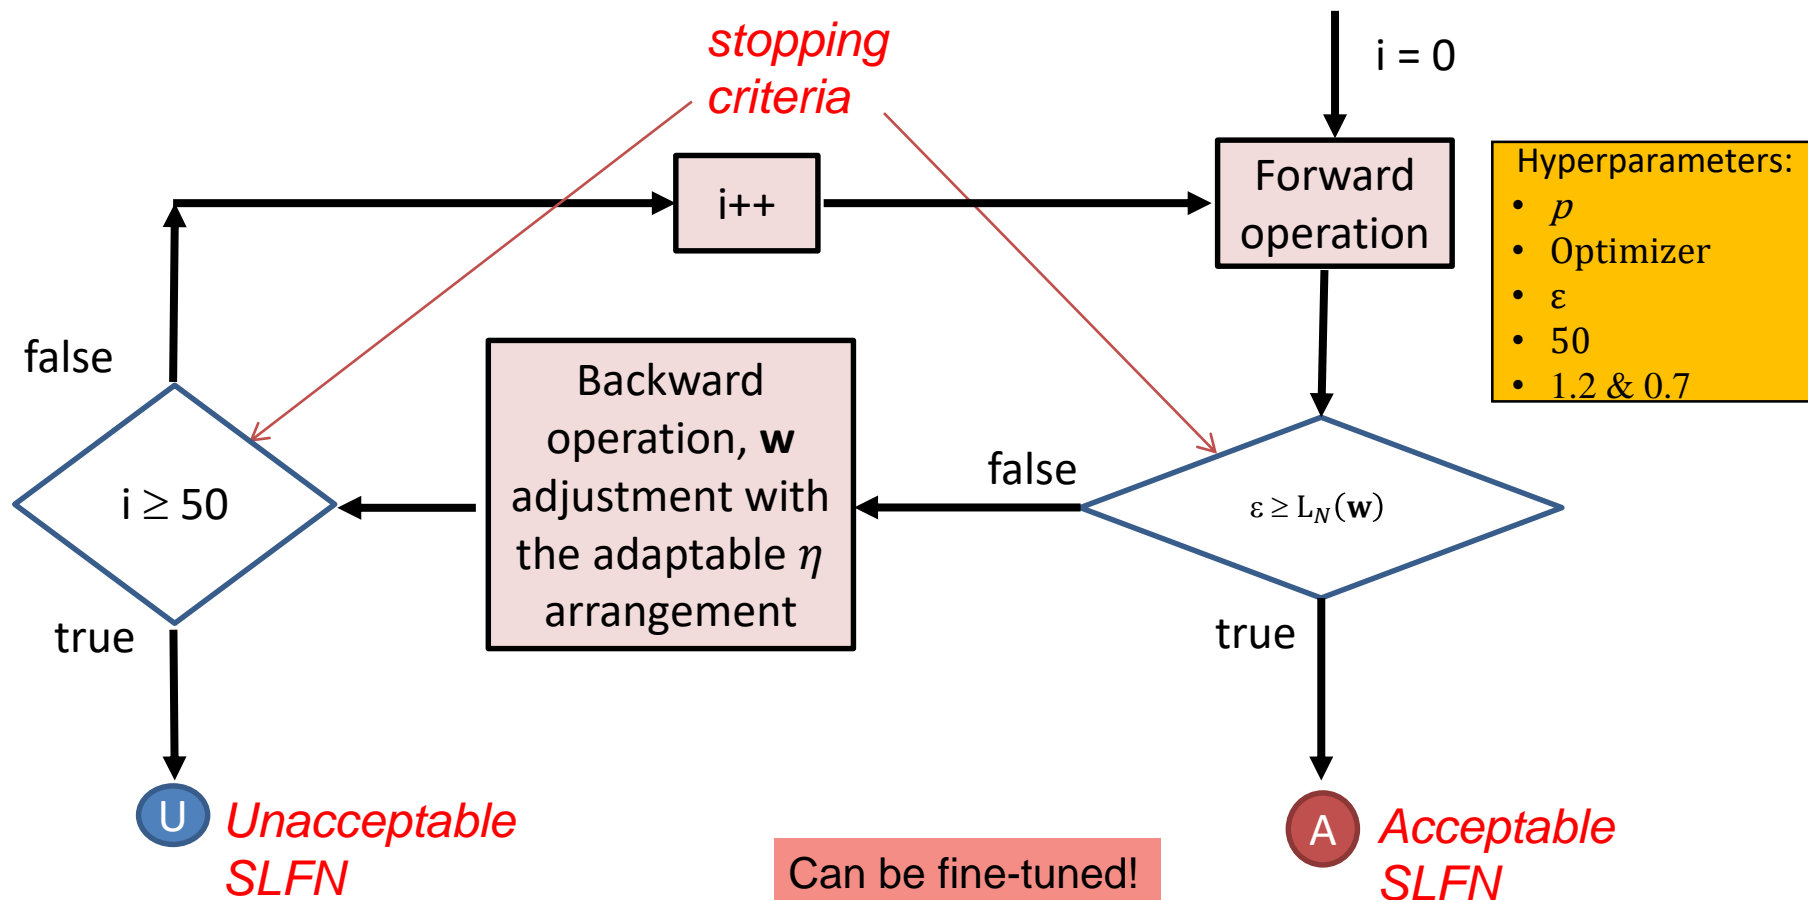 stopping
criteria
i = 0
i++
Forward
operation
Hyperparameters:
• p
• Optimizer
• ε
• 50
• 1.2 & 0.7
false
i ≥ 50
true
Backward
operation, w
adjustment with
the adaptable η
arrangement
false
ε ≥ L_N(w)
true
U
Unacceptable
SLFN
Can be fine-tuned!
A
Acceptable
SLFN